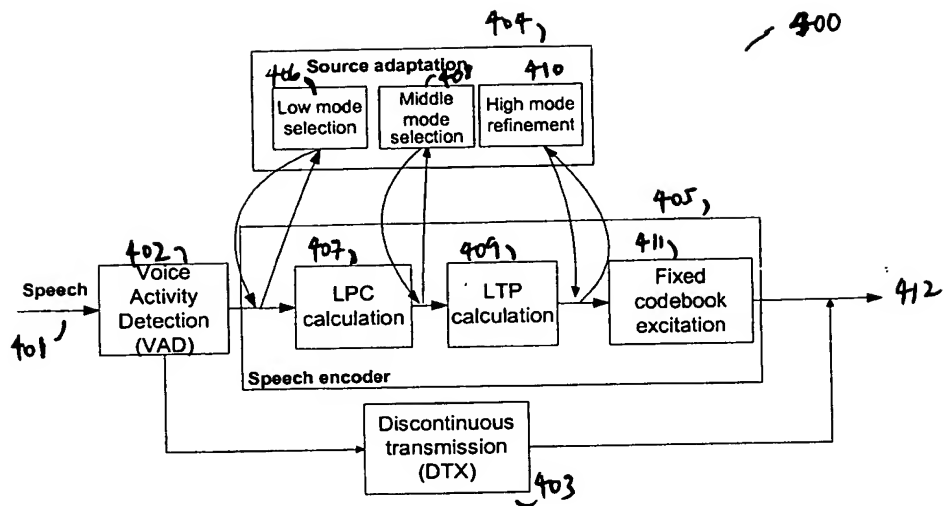 404
400
Source adaptation
406
408
410
Low mode
selection
Middle
mode
selection
High mode
refinement
405
402
407
409
411
Speech
401
Voice
Activity
Detection
(VAD)
LPC
calculation
LTP
calculation
Fixed
codebook
excitation
412
Speech encoder
Discontinuous
transmission
(DTX)
403